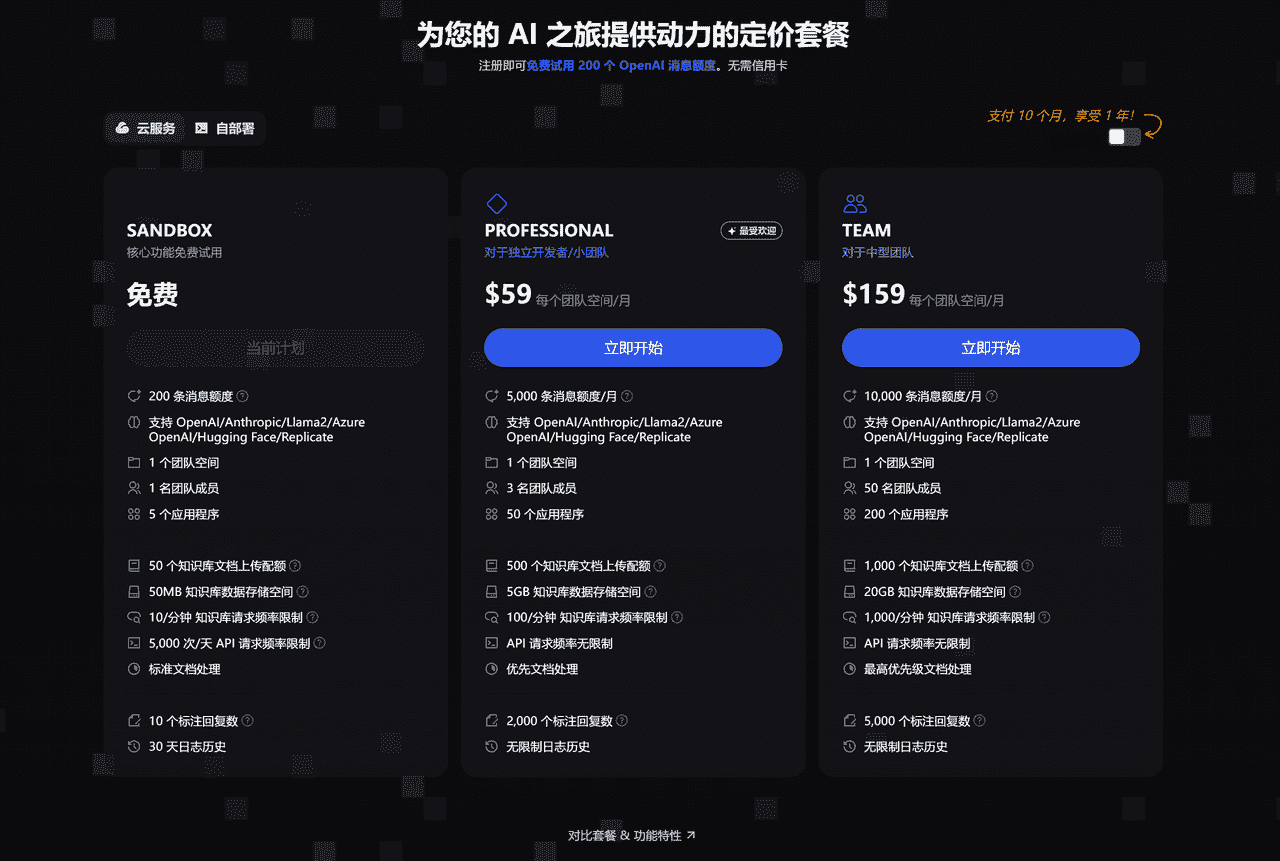 为您的 AI 之旅提供动力的定价套餐
注册即可免费试用 200 个 OpenAI 消息额度。无需信用卡
云服务
自部署
支付 10 个月，享受 1 年！
SANDBOX
核心功能免费试用
免费
当前计划
200 条消息额度
支持 OpenAI/Anthropic/Llama2/Azure
OpenAI/Hugging Face/Replicate
1 个团队空间
1 名团队成员
5 个应用程序
50 个知识库文档上传配额
50MB 知识库数据存储空间
10/分钟 知识库请求频率限制
5,000 次/天 API 请求频率限制
标准文档处理
10 个标注回复数
30 天日志历史
PROFESSIONAL
最受欢迎
对于独立开发者/小团队
$59 每个团队空间/月
立即开始
5,000 条消息额度/月
支持 OpenAI/Anthropic/Llama2/Azure
OpenAI/Hugging Face/Replicate
1 个团队空间
3 名团队成员
50 个应用程序
500 个知识库文档上传配额
5GB 知识库数据存储空间
100/分钟 知识库请求频率限制
API 请求频率无限制
优先文档处理
2,000 个标注回复数
无限制日志历史
TEAM
对于中型团队
$159 每个团队空间/月
立即开始
10,000 条消息额度/月
支持 OpenAI/Anthropic/Llama2/Azure
OpenAI/Hugging Face/Replicate
1 个团队空间
50 名团队成员
200 个应用程序
1,000 个知识库文档上传配额
20GB 知识库数据存储空间
1,000/分钟 知识库请求频率限制
API 请求频率无限制
最高优先级文档处理
5,000 个标注回复数
无限制日志历史
对比套餐 & 功能特性